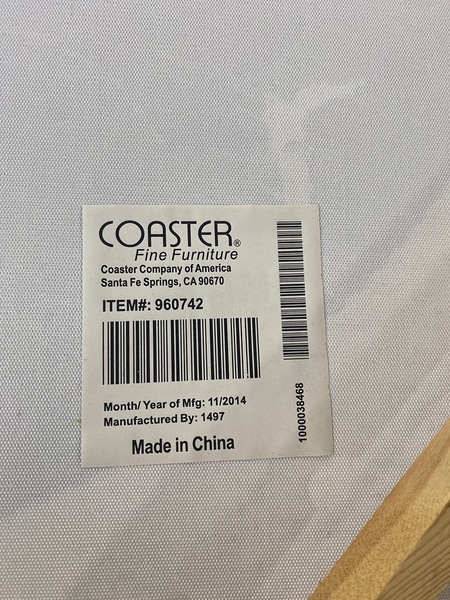 COASTER®
Fine Furniture
Coaster Company of America
Santa Fe Springs, CA 90670
ITEM#: 960742
Month/ Year of Mfg: 11/2014
Manufactured By: 1497
Made in China
1000038468